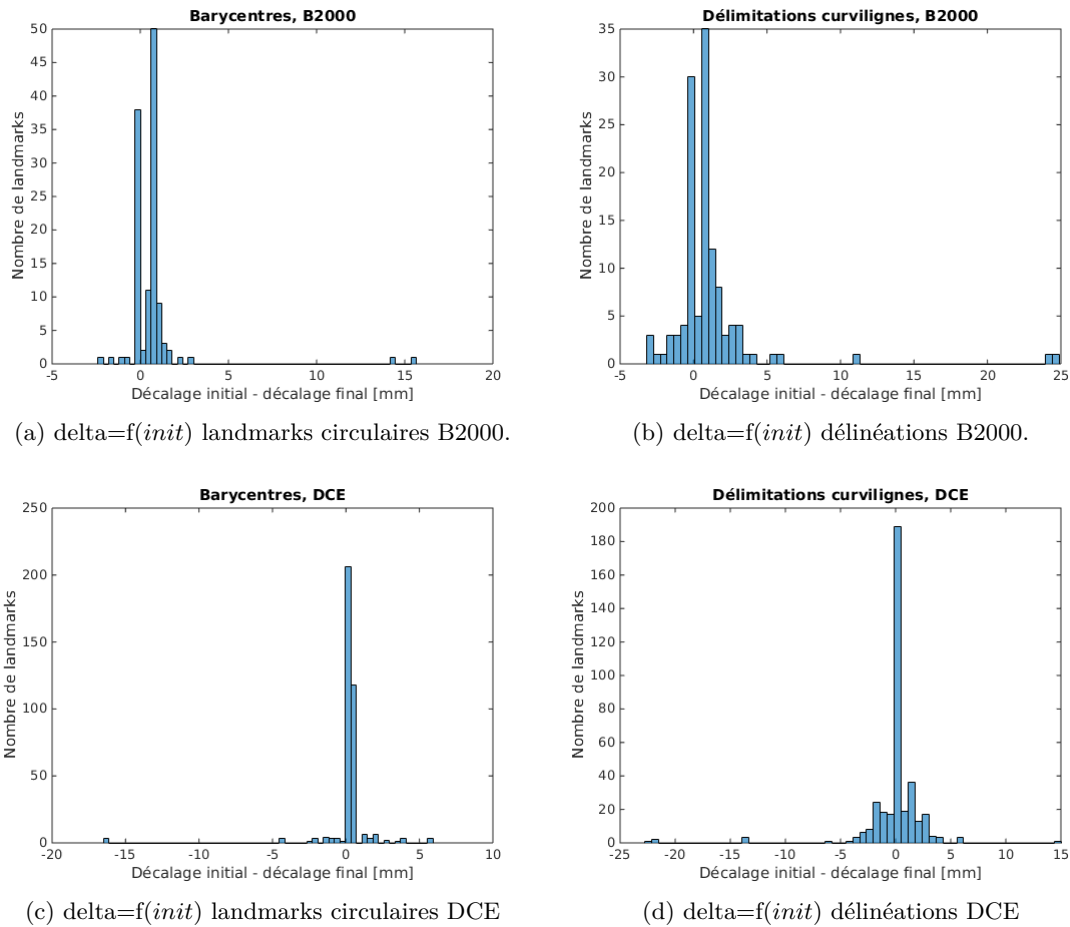 Barycentres, B2000
Nombre de landmarks
50
45
40
35
30
25
20
15
10
5
0
-5 0 5 10 15 20
Décalage initial - décalage final [mm]
(a) delta=f(init) landmarks circulaires B2000.
Délimitations curvilignes, B2000
Nombre de landmarks
35
30
25
20
15
10
5
0
-5 0 5 10 15 20 25
Décalage initial - décalage final [mm]
(b) delta=f(init) délinéations B2000.
Barycentres, DCE
Nombre de landmarks
250
200
150
100
50
0
-20 -15 -10 -5 0 5 10
Décalage initial - décalage final [mm]
(c) delta=f(init) landmarks circulaires DCE
Délimitations curvilignes, DCE
Nombre de landmarks
200
180
160
140
120
100
80
60
40
20
0
-25 -20 -15 -10 -5 0 5 10 15
Décalage initial - décalage final [mm]
(d) delta=f(init) délinéations DCE